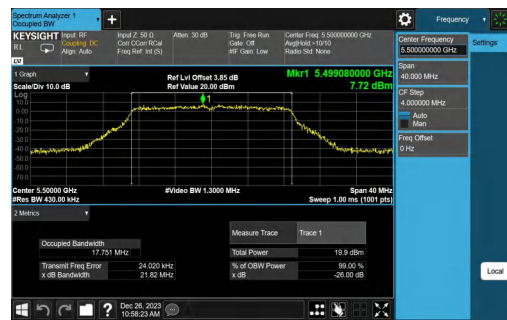 Spectrum Analyzer 1
Occupied BW
+
Frequency
KEYSIGHT Input: RF Input Z: 50 Ω Atten: 30 dB Trig: Free Run Center Freq: 5.500000000 GHz
RL Coupling: DC Corr CCorr RCal Gate: Off Avg|Hold:>10/10
Align: Auto Freq Ref: Int (S) #IF Gain: Low Radio Std: None
LV
Center Frequency
5.500000000 GHz
Settings
Span
40.000 MHz
CF Step
4.000000 MHz
Auto
Man
Freq Offset
0 Hz
Local
1 Graph
Ref Lvl Offset 3.85 dB
Mkr1 5.499080000 GHz
Scale/Div 10.0 dB
Ref Value 20.00 dBm
7.72 dBm
Log
10.0
0.00
-10.0
-20.0
-30.0
-40.0
-50.0
-60.0
-70.0
1
Center 5.50000 GHz #Video BW 1.3000 MHz Span 40 MHz
#Res BW 430.00 kHz Sweep 1.00 ms (1001 pts)
2 Metrics
Measure Trace Trace 1
Occupied Bandwidth
17.751 MHz
Total Power 19.9 dBm
Transmit Freq Error 24.020 kHz % of OBW Power 99.00 %
x dB Bandwidth 21.82 MHz x dB -26.00 dB
? Dec 26, 2023
10:58:23 AM